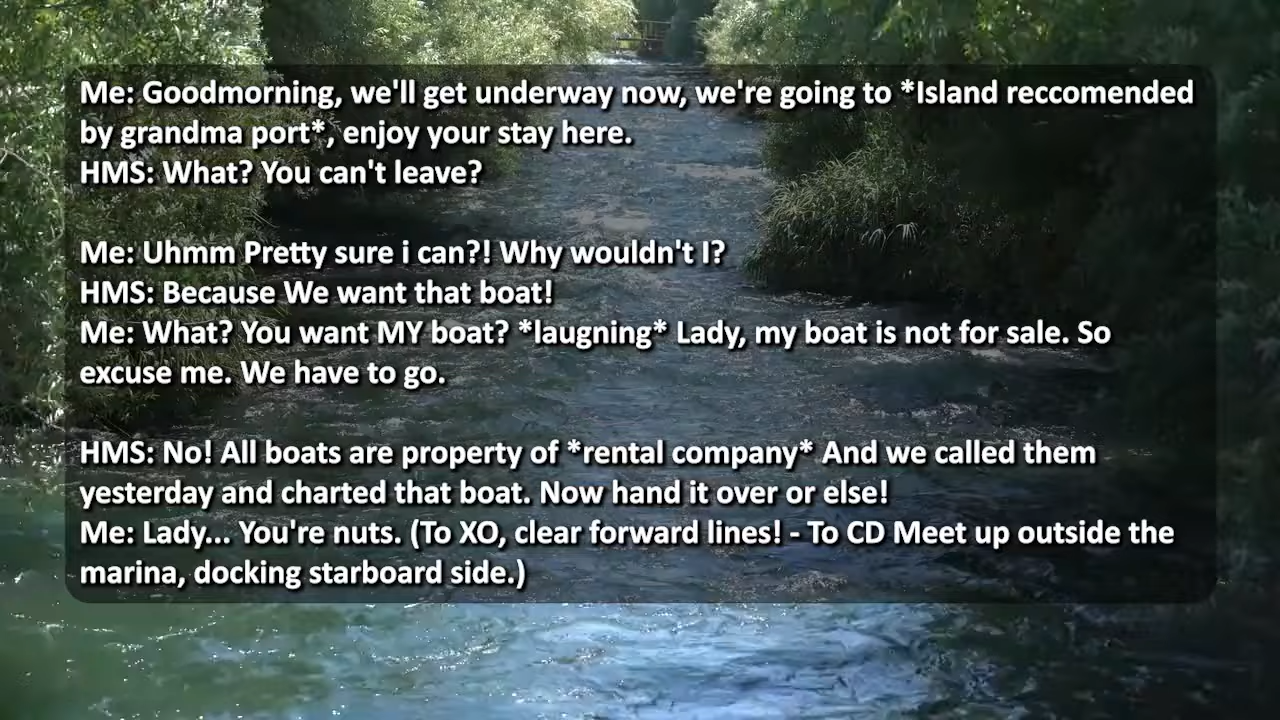 Me: Goodmorning, we'll get underway now, we're going to *Island reccomended
by grandma port*, enjoy your stay here.
HMS: What? You can't leave?
Me: Uhmm Pretty sure i can?! Why wouldn't I?
HMS: Because We want that boat!
Me: What? You want MY boat? *laugning* Lady, my boat is not for sale. So
excuse me. We have to go.
HMS: No! All boats are property of *rental company* And we called them
yesterday and charted that boat. Now hand it over or else!
Me: Lady... You're nuts. (To XO, clear forward lines! - To CD Meet up outside the
marina, docking starboard side.)